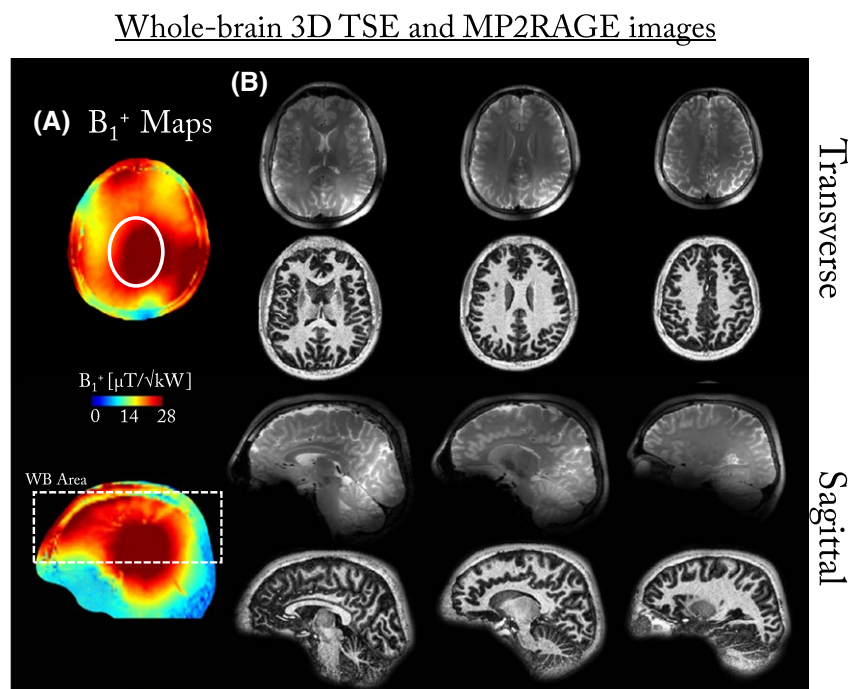 Whole-brain 3D TSE and MP2RAGE images
(A) B₁⁺ Maps
(B)
Transverse
B₁⁺ [μT/√kW]
0 14 28
WB Area
Sagittal